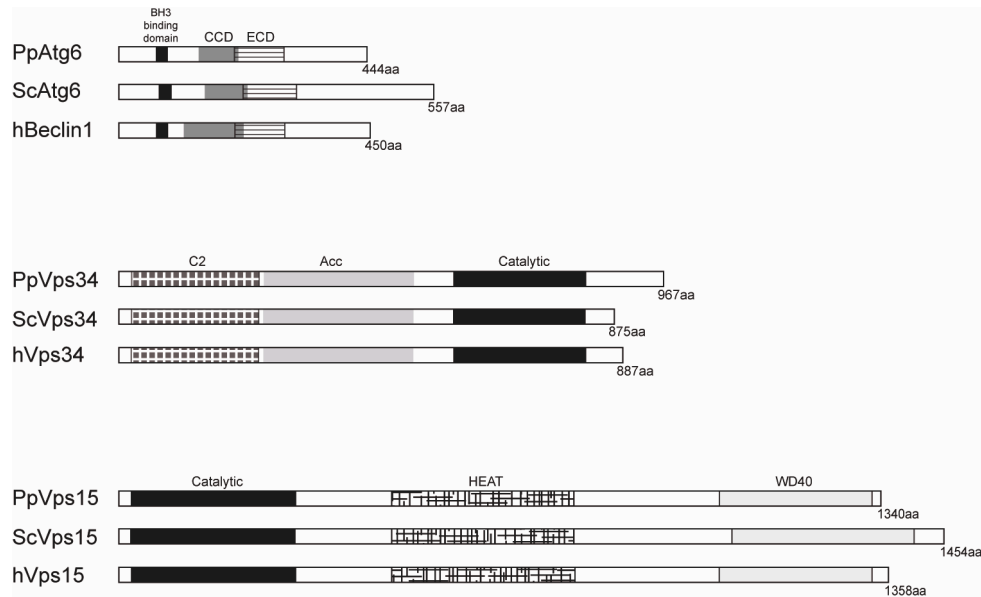 BH3
binding
domain
CCD
ECD
PpAtg6
444aa
ScAtg6
557aa
hBeclin1
450aa
C2
Acc
Catalytic
PpVps34
967aa
ScVps34
875aa
hVps34
887aa
Catalytic
HEAT
WD40
PpVps15
1340aa
ScVps15
1454aa
hVps15
1358aa